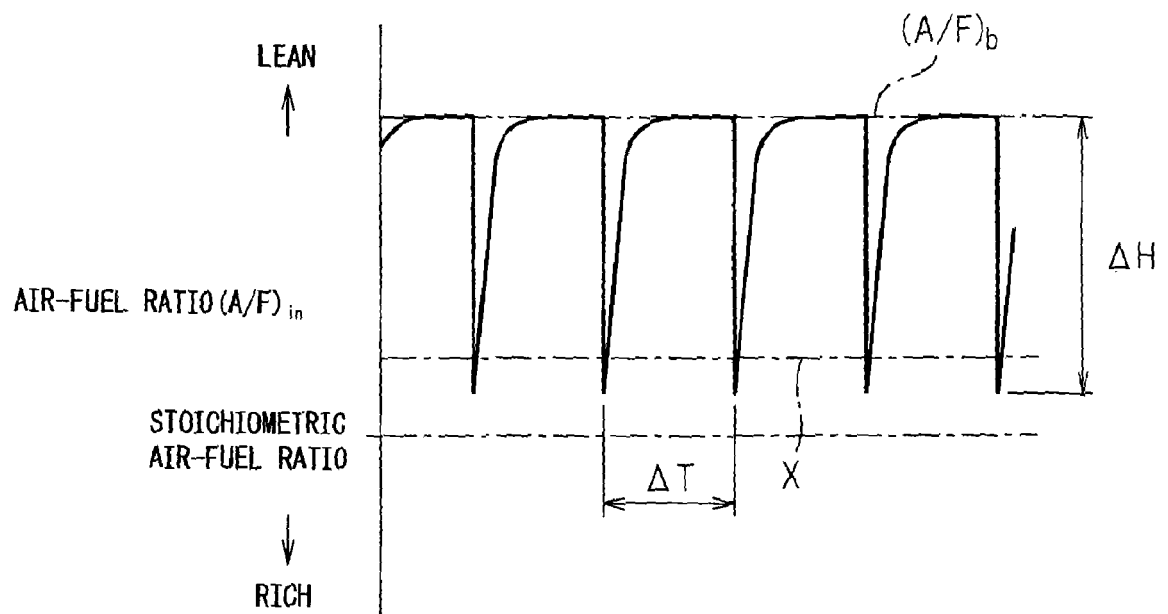 (A/F)b
LEAN
ΔH
AIR-FUEL RATIO (A/F) in
STOICHIOMETRIC
AIR-FUEL RATIO
ΔT
X
RICH